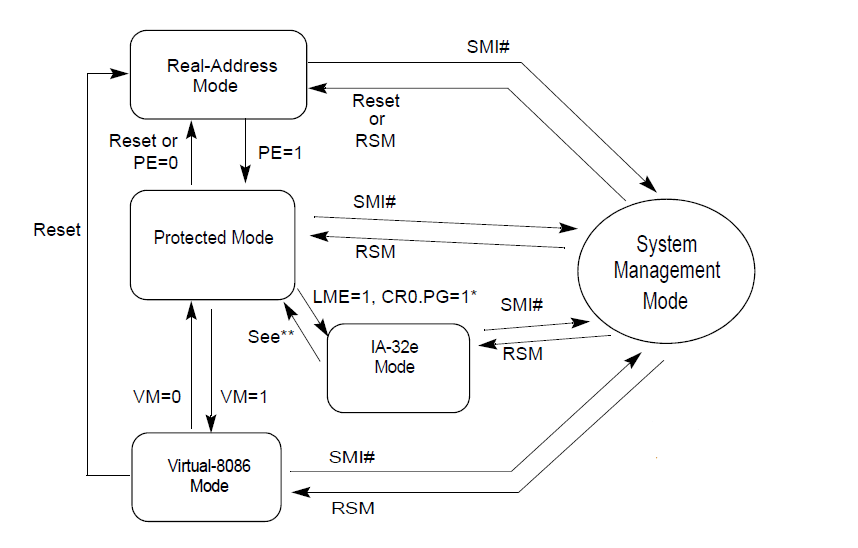 Real-Address
Mode
SMI#
Reset
or
RSM
Reset or
PE=0
PE=1
Reset
Protected Mode
SMI#
RSM
System
Management
Mode
LME=1, CR0.PG=1*
See**
IA-32e
Mode
SMI#
RSM
VM=0
VM=1
Virtual-8086
Mode
SMI#
RSM